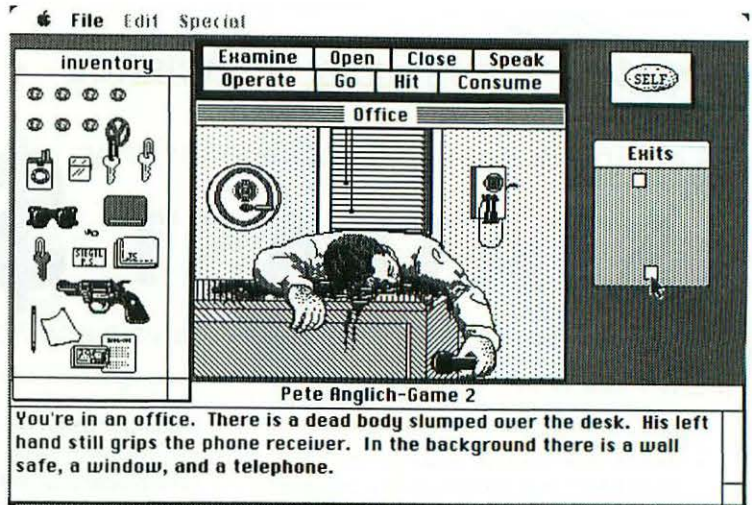 File Edit Special
inventory
Examine Open Close Speak
Operate Go Hit Consume
SELF
Office
Exits
SIEGTL
P.S.
Pete Anglich-Game 2
You're in an office. There is a dead body slumped over the desk. His left
hand still grips the phone receiver. In the background there is a wall
safe, a window, and a telephone.